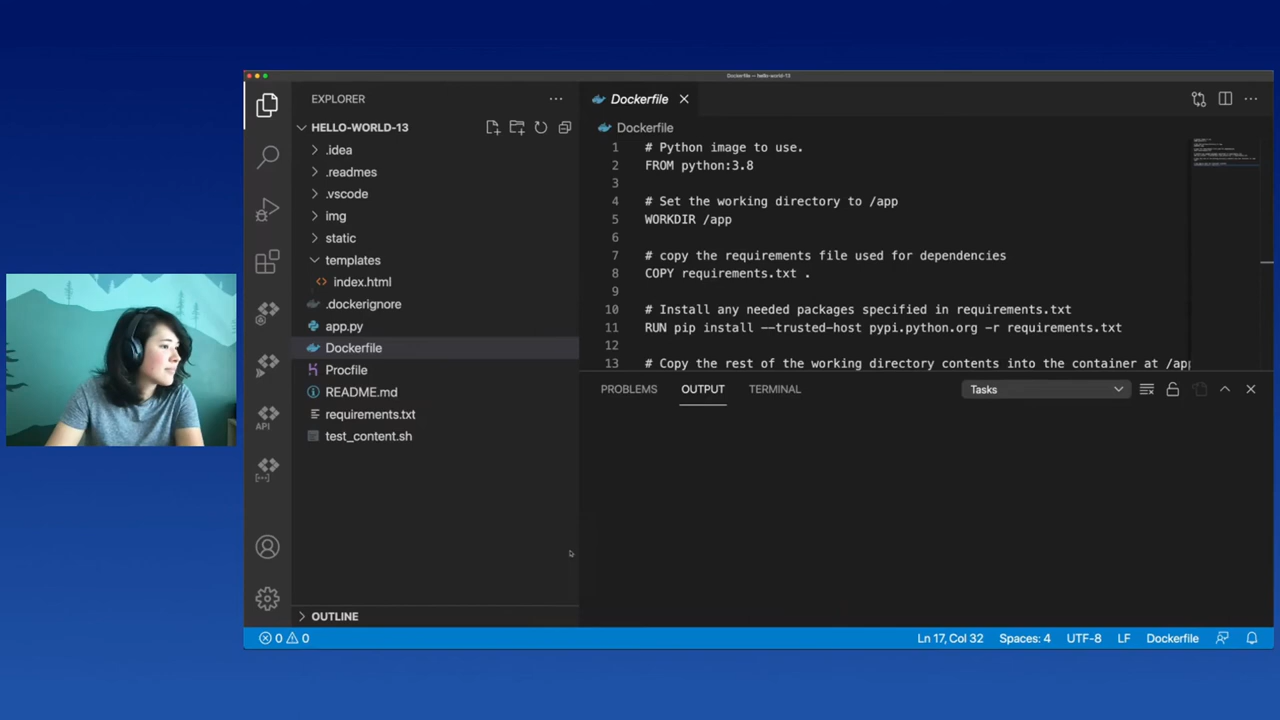 Dockerfile — hello-world-13
EXPLORER
HELLO-WORLD-13
.idea
.readmes
.vscode
img
static
templates
index.html
.dockerignore
app.py
Dockerfile
Procfile
README.md
requirements.txt
test_content.sh
OUTLINE
API
Dockerfile
Dockerfile
1 # Python image to use.
2 FROM python:3.8
3
4 # Set the working directory to /app
5 WORKDIR /app
6
7 # copy the requirements file used for dependencies
8 COPY requirements.txt .
9
10 # Install any needed packages specified in requirements.txt
11 RUN pip install --trusted-host pypi.python.org -r requirements.txt
12
13 # Copy the rest of the working directory contents into the container at /app
PROBLEMS OUTPUT TERMINAL Tasks
0 0 Ln 17, Col 32 Spaces: 4 UTF-8 LF Dockerfile